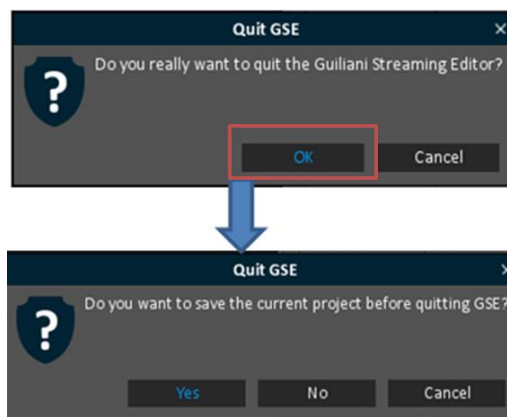 Quit GSE
Do you really want to quit the Guiliani Streaming Editor?
OK Cancel
Quit GSE
Do you want to save the current project before quitting GSE?
Yes No Cancel